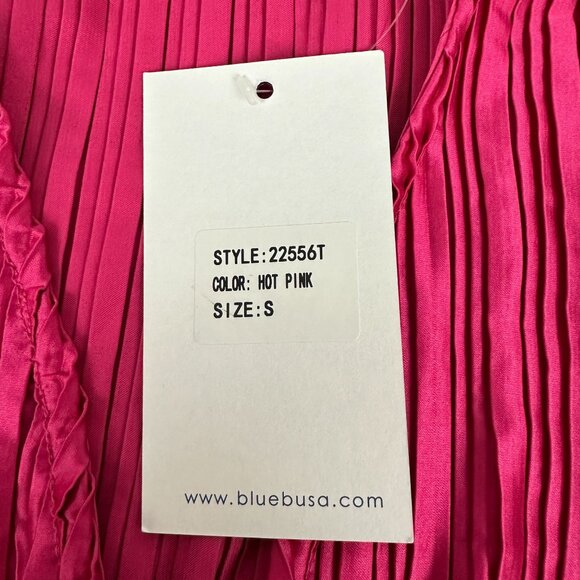 STYLE:22556T
COLOR: HOT PINK
SIZE:S
www.bluebusa.com